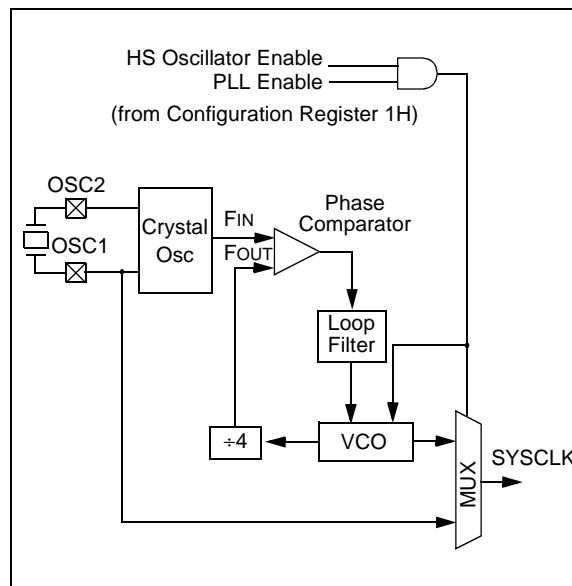 HS Oscillator Enable
PLL Enable
(from Configuration Register 1H)
OSC2
OSC1
Crystal
Osc
FIN
FOUT
Phase
Comparator
Loop
Filter
÷4
VCO
MUX
SYSCLK